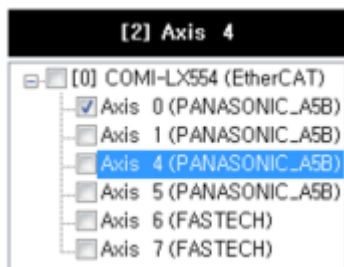 [2] Axis 4
[0] COMI-LX554 (EtherCAT)
Axis 0 (PANASONIC_A5B)
Axis 1 (PANASONIC_A5B)
Axis 4 (PANASONIC_A5B)
Axis 5 (PANASONIC_A5B)
Axis 6 (FASTECH)
Axis 7 (FASTECH)